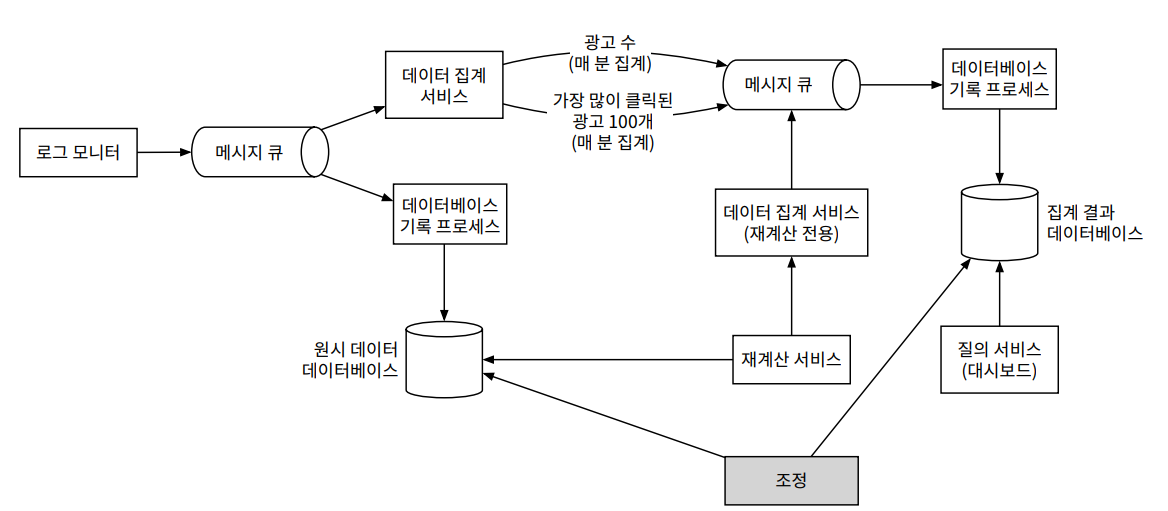 로그 모니터
메시지 큐
데이터 집계
서비스
데이터베이스
기록 프로세스
원시 데이터
데이터베이스
광고 수
(매 분 집계)
가장 많이 클릭된
광고 100개
(매 분 집계)
메시지 큐
데이터 집계 서비스
(재계산 전용)
재계산 서비스
데이터베이스
기록 프로세스
집계 결과
데이터베이스
질의 서비스
(대시보드)
조정